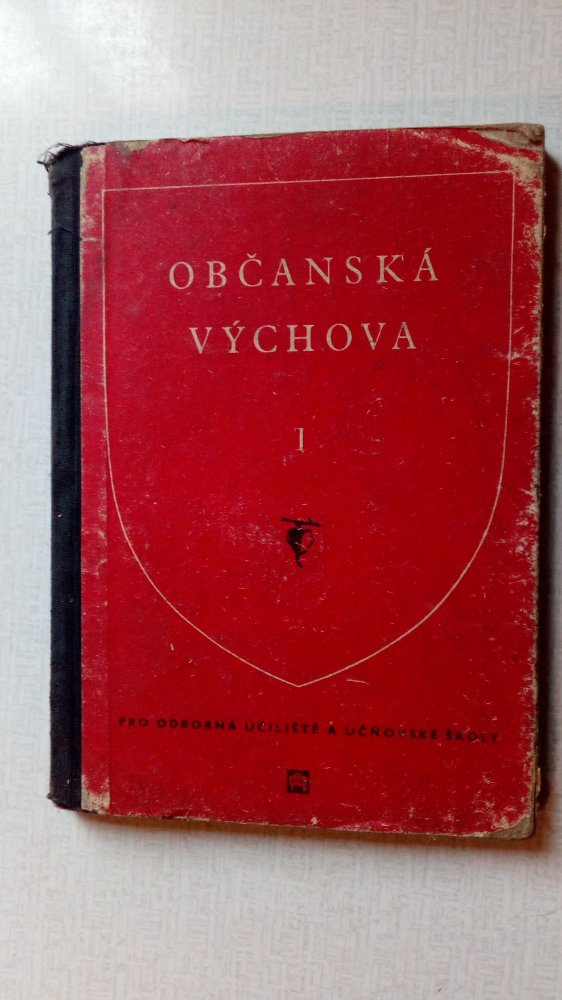 OBČANSKÁ
VÝCHOVA
I
PRO ODBORNÁ UČILIŠTĚ A UČŇOVSKÉ ŠKOLY